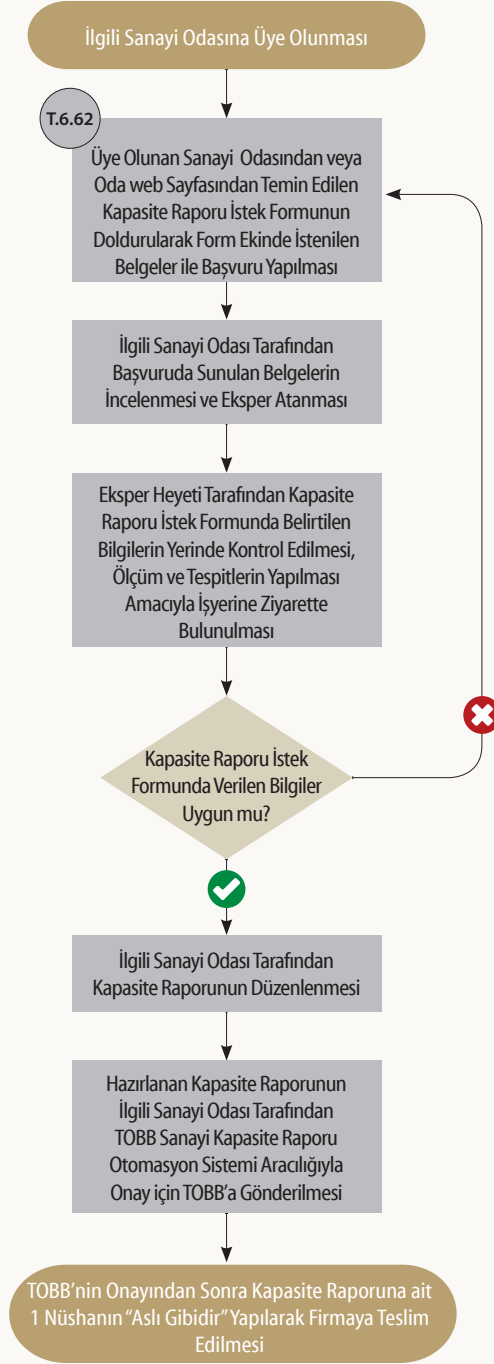 İlgili Sanayi Odasına Üye Olunması
T.6.62
Üye Olunan Sanayi Odasından veya
Oda web Sayfasından Temin Edilen
Kapasite Raporu İstek Formunun
Doldurularak Form Ekinde İstenilen
Belgeler ile Başvuru Yapılması
İlgili Sanayi Odası Tarafından
Başvuruda Sunulan Belgelerin
İncelenmesi ve Eksper Atanması
Eksper Heyeti Tarafından Kapasite
Raporu İstek Formunda Belirtilen
Bilgilerin Yerinde Kontrol Edilmesi,
Ölçüm ve Tespitlerin Yapılması
Amacıyla İşyerine Ziyarette
Bulunulması
Kapasite Raporu İstek
Formunda Verilen Bilgiler
Uygun mu?
İlgili Sanayi Odası Tarafından
Kapasite Raporunun Düzenlenmesi
Hazırlanan Kapasite Raporunun
İlgili Sanayi Odası Tarafından
TOBB Sanayi Kapasite Raporu
Otomasyon Sistemi Aracılığıyla
Onay için TOBB’a Gönderilmesi
TOBB’nin Onayından Sonra Kapasite Raporuna ait
1 Nüshanın “Aslı Gibidir” Yapılarak Firmaya Teslim
Edilmesi